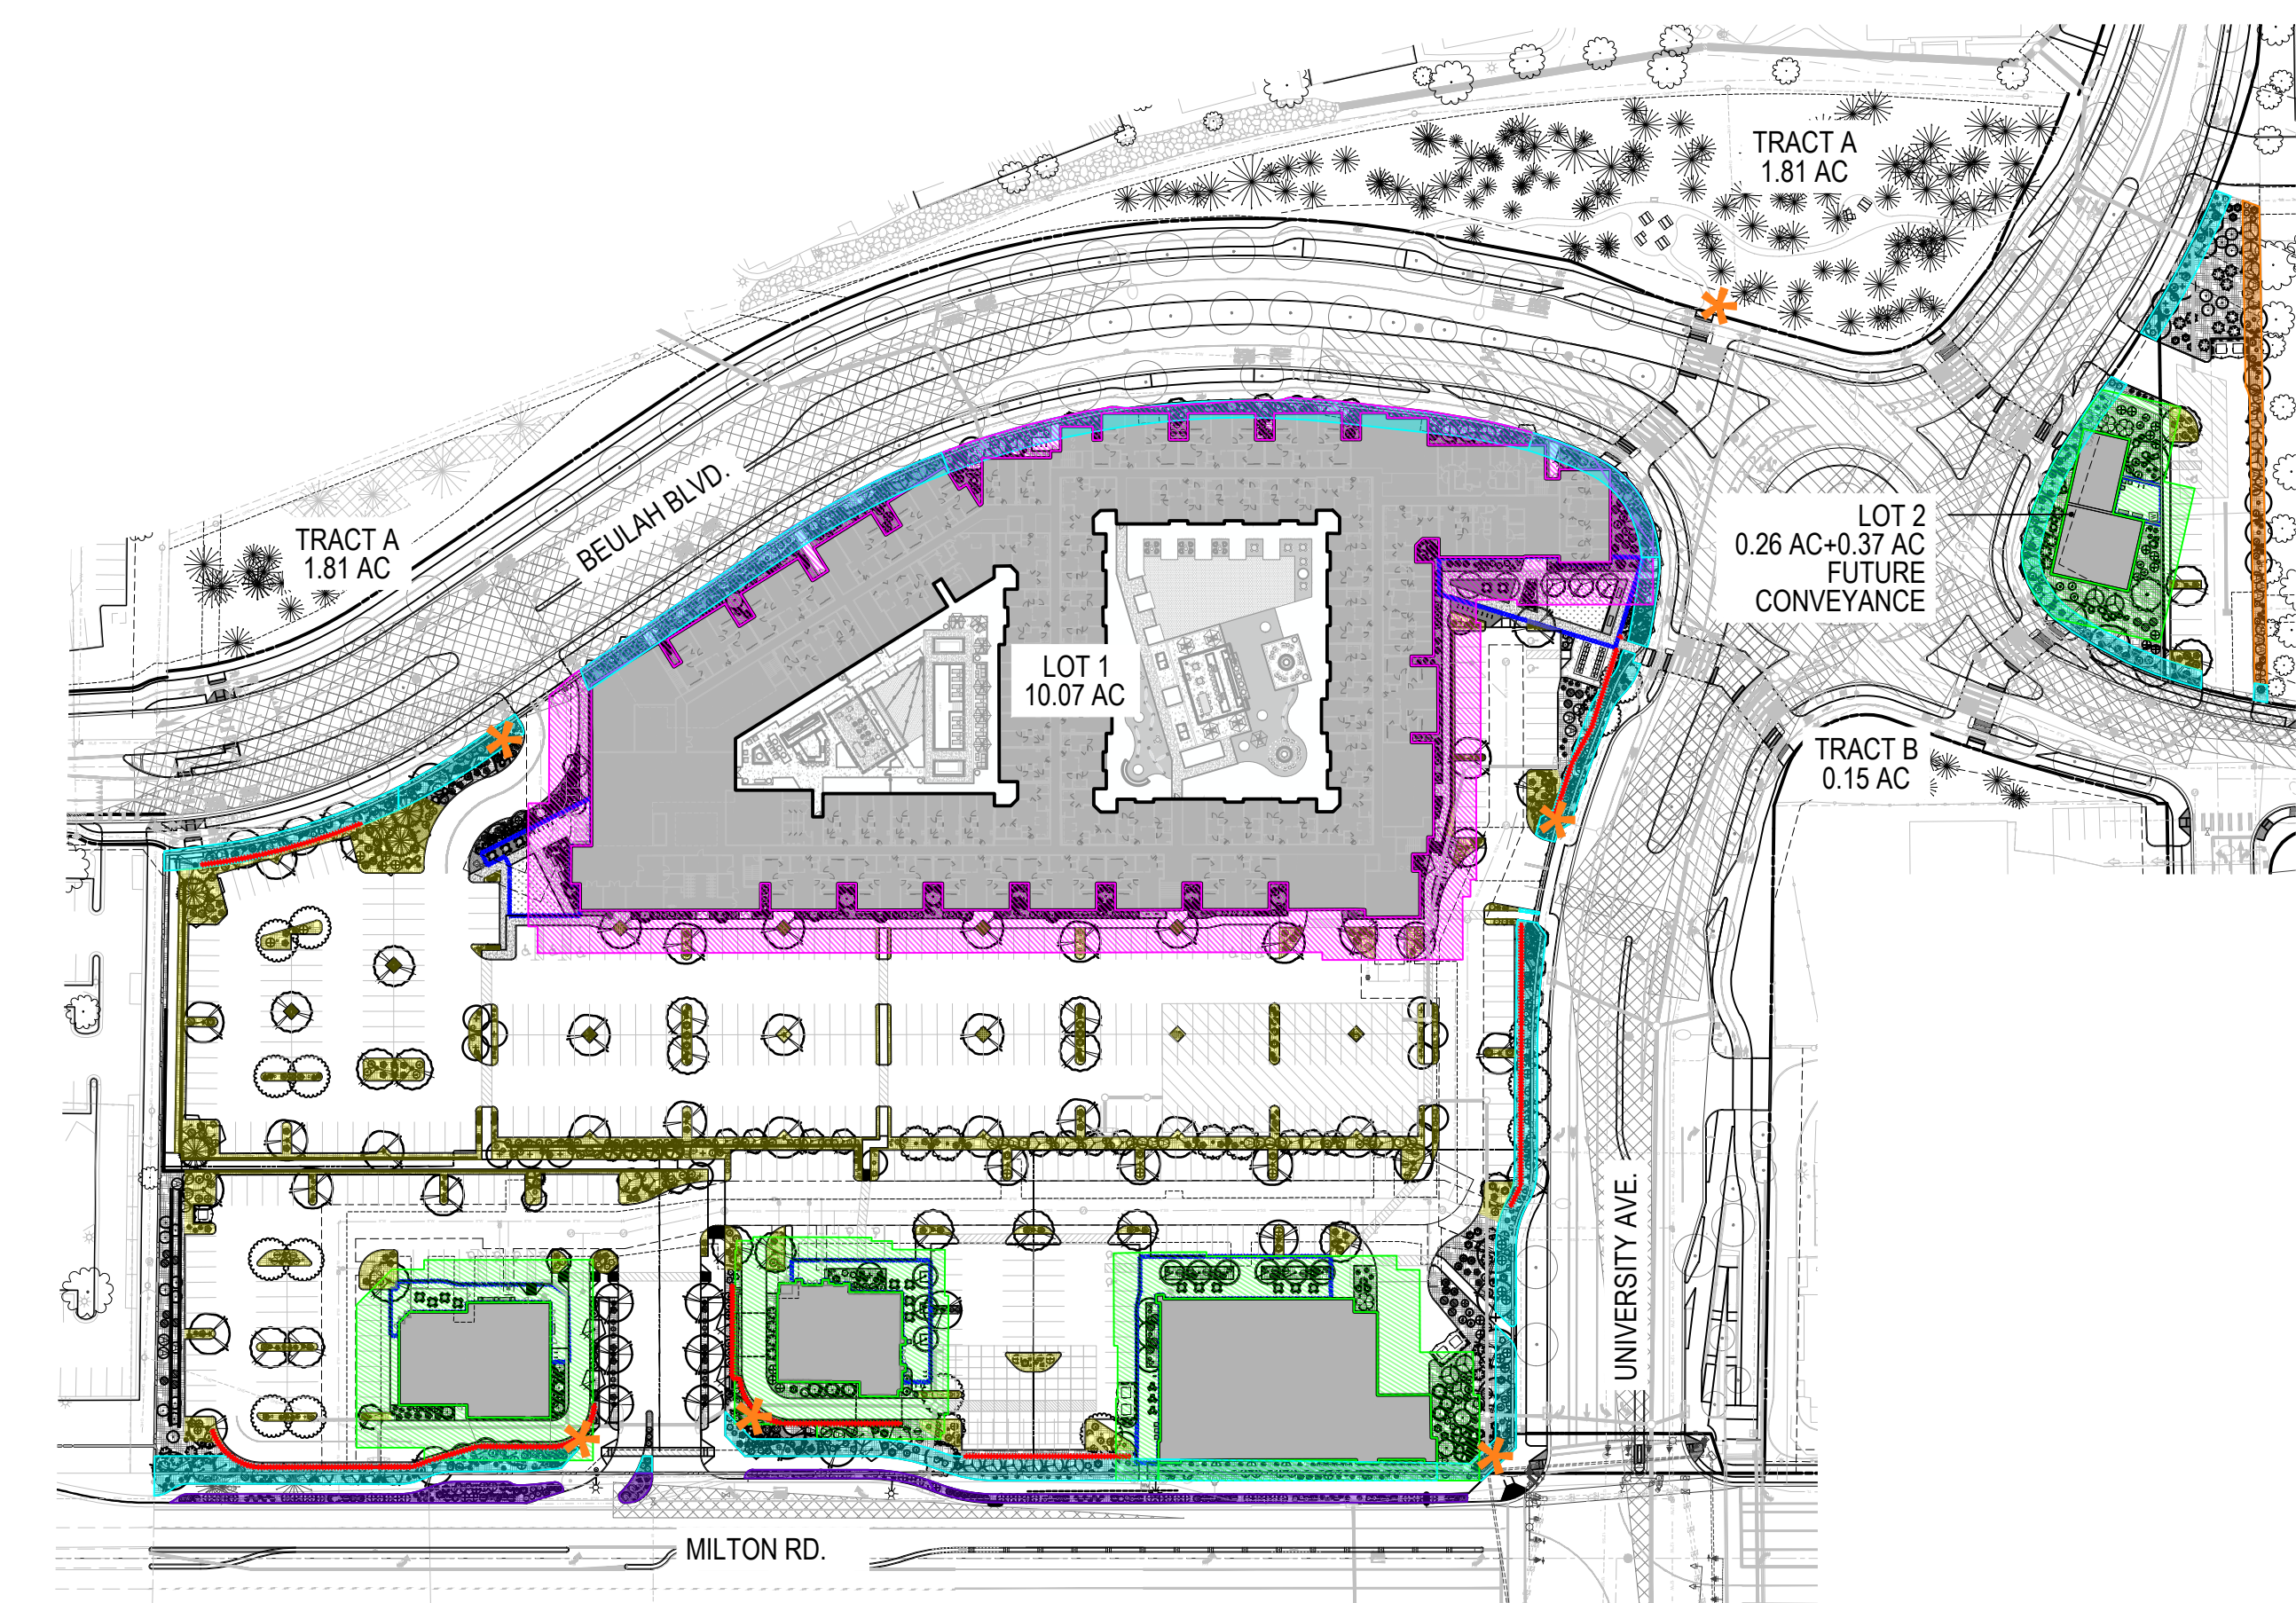 TRACT A
1.81 AC
LOT 2
0.26 AC+0.37 AC
FUTURE
CONVEYANCE
TRACT A
1.81 AC
BEULAH BLVD.
LOT 1
10.07 AC
TRACT B
0.15 AC
UNIVERSITY AVE.
MILTON RD.